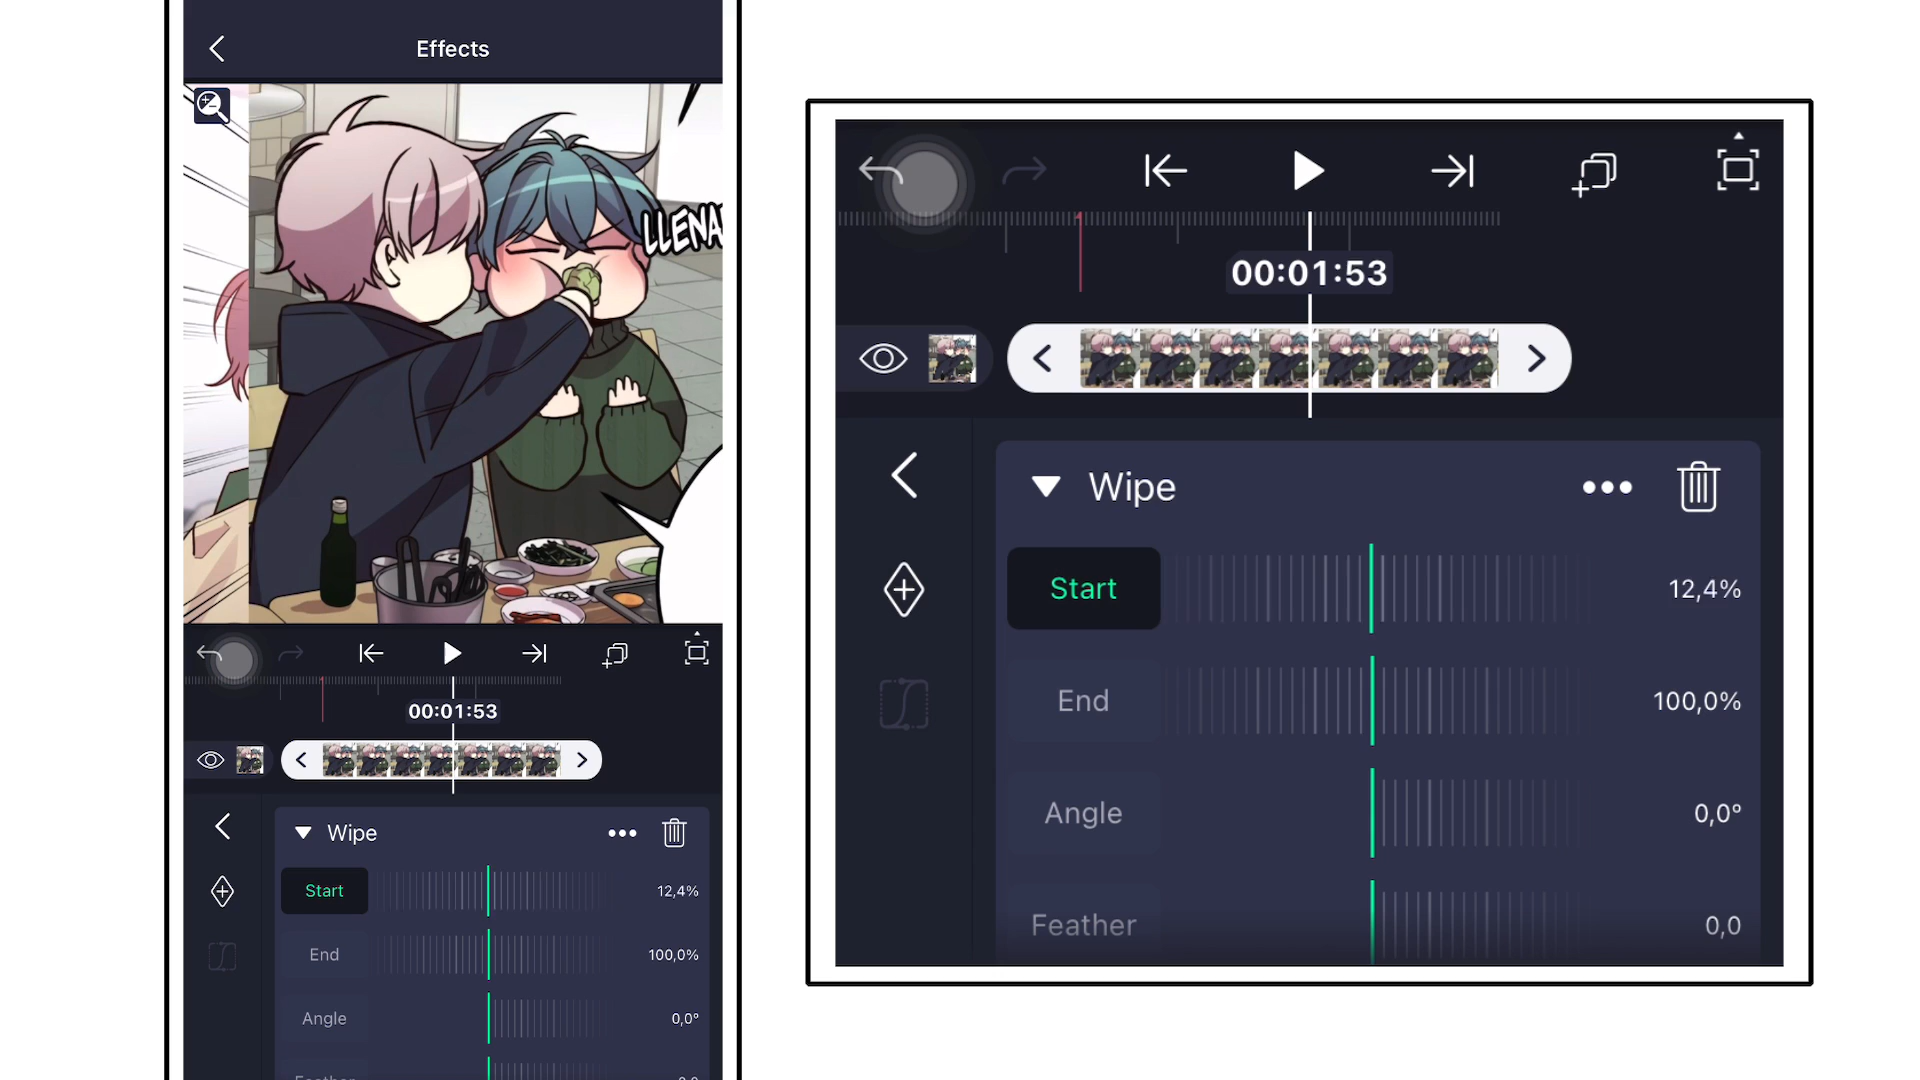 Effects
LLENA
00:01:53
Wipe
Start
12,4%
End
100,0%
Angle
0,0°
00:01:53
Wipe
Start
12,4%
End
100,0%
Angle
0,0°
Feather
0,0